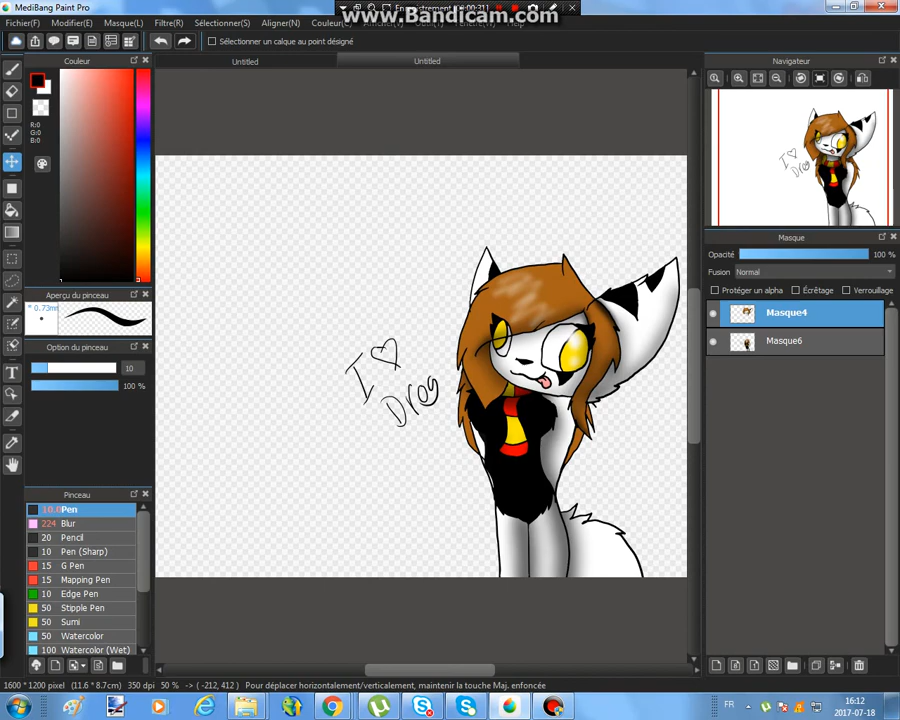 MediBang Paint Pro
www.Bandicam.com
Fichier(F) Modifier(E) Masque(L) Filtre(R) Sélectionner(S) Aligner(N)
Sélectionner un calque au point désigné
Couleur
R:0
G:0
B:0
Aperçu du pinceau
* 0.73m
Option du pinceau
10
100 %
Pinceau
10.0 Pen
224 Blur
20 Pencil
10 Pen (Sharp)
15 G Pen
15 Mapping Pen
10 Edge Pen
50 Stipple Pen
50 Sumi
50 Watercolor
100 Watercolor (Wet)
Untitled
Untitled
I
Dreg
Navigateur
I
Dreg
Masque
Opacité 100 %
Fusion Normal
Protéger un alpha Écrêtage Verrouillage
Masque4
Masque6
1600 * 1200 pixel (11.6 * 8.7cm) 350 dpi 50 % -> ( -212, 412 ) Pour déplacer horizontalement/verticalement, maintenir la touche Maj. enfoncée
FR
16:12
2017-07-18